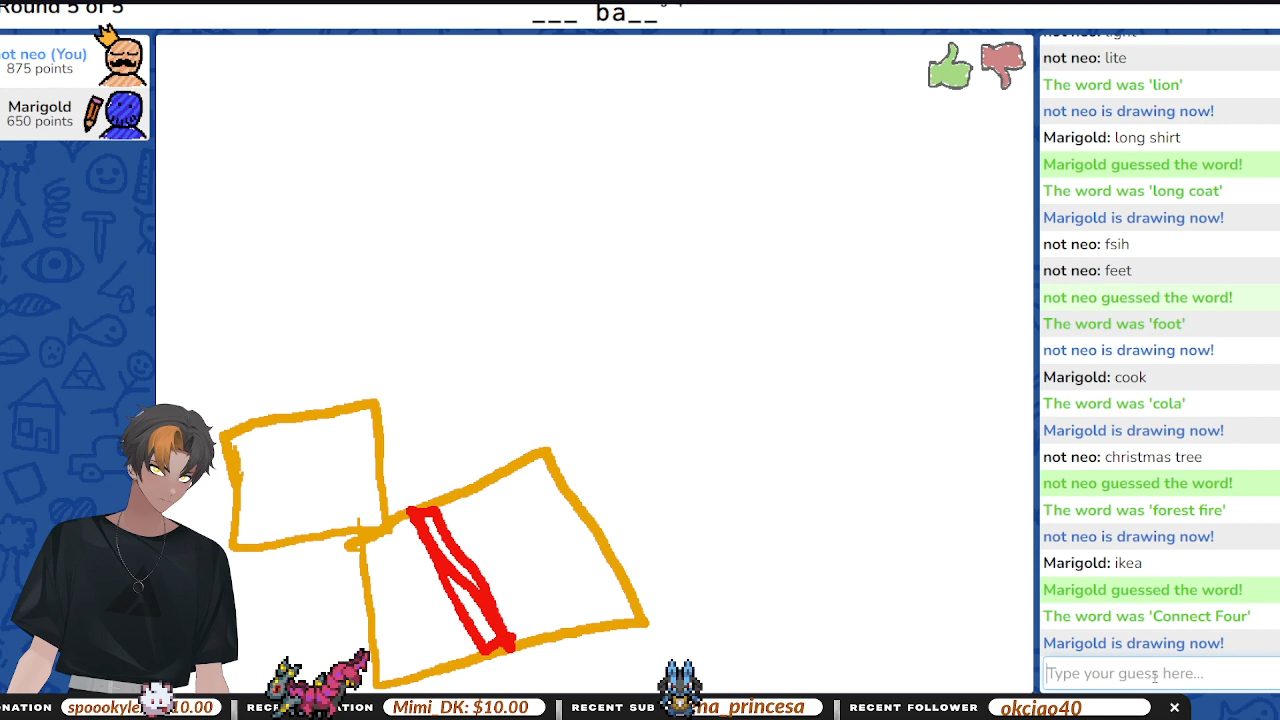 Round 5 of 5
___ ba__
not neo (You)
875 points
Marigold
650 points
not neo: lite
The word was 'lion'
not neo is drawing now!
Marigold: long shirt
Marigold guessed the word!
The word was 'long coat'
Marigold is drawing now!
not neo: fsih
not neo: feet
not neo guessed the word!
The word was 'foot'
not neo is drawing now!
Marigold: cook
The word was 'cola'
Marigold is drawing now!
not neo: christmas tree
not neo guessed the word!
The word was 'forest fire'
not neo is drawing now!
Marigold: ikea
Marigold guessed the word!
The word was 'Connect Four'
Marigold is drawing now!
Type your guess here...
NATION spoookyle 10.00 REC TION Mimi_DK: $10.00 RECENT SUB na_princesa RECENT FOLLOWER okciao40 ✕